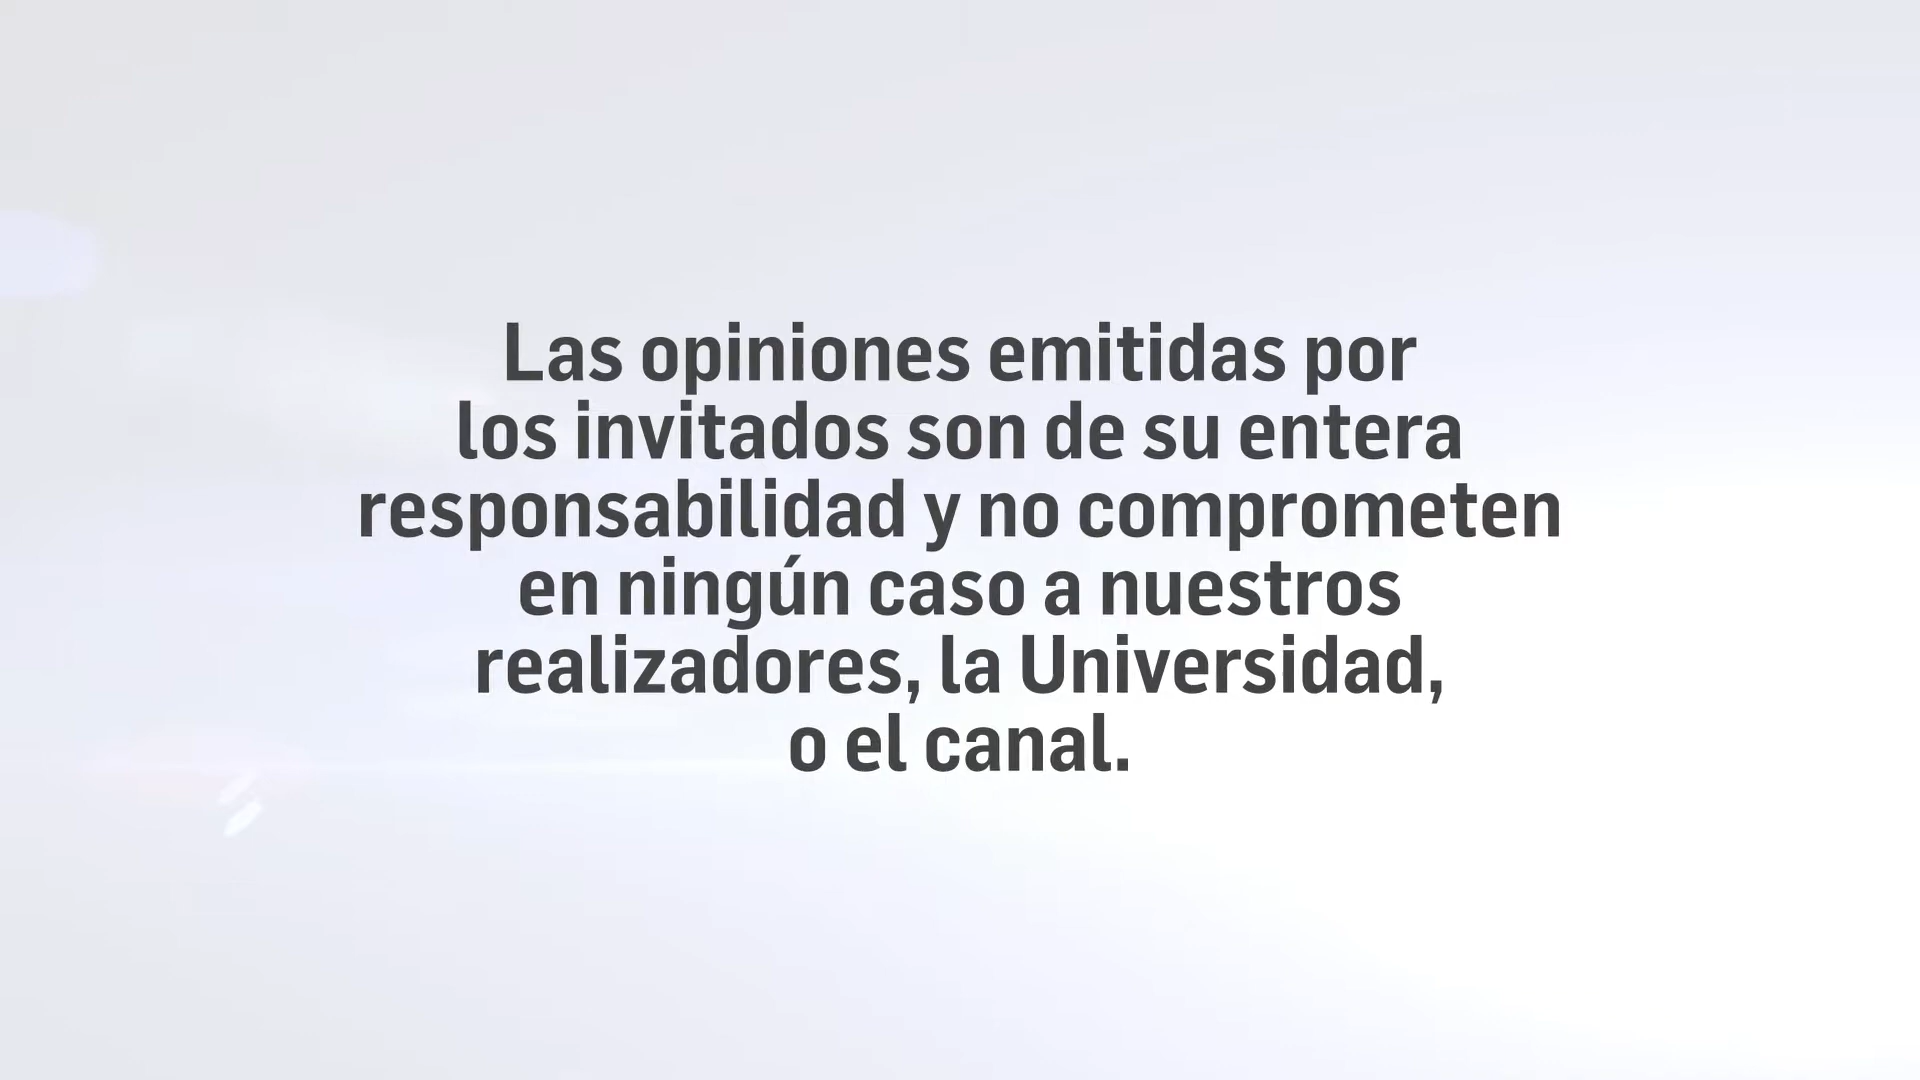 Las opiniones emitidas por
los invitados son de su entera
responsabilidad y no comprometen
en ningún caso a nuestros
realizadores, la Universidad,
o el canal.